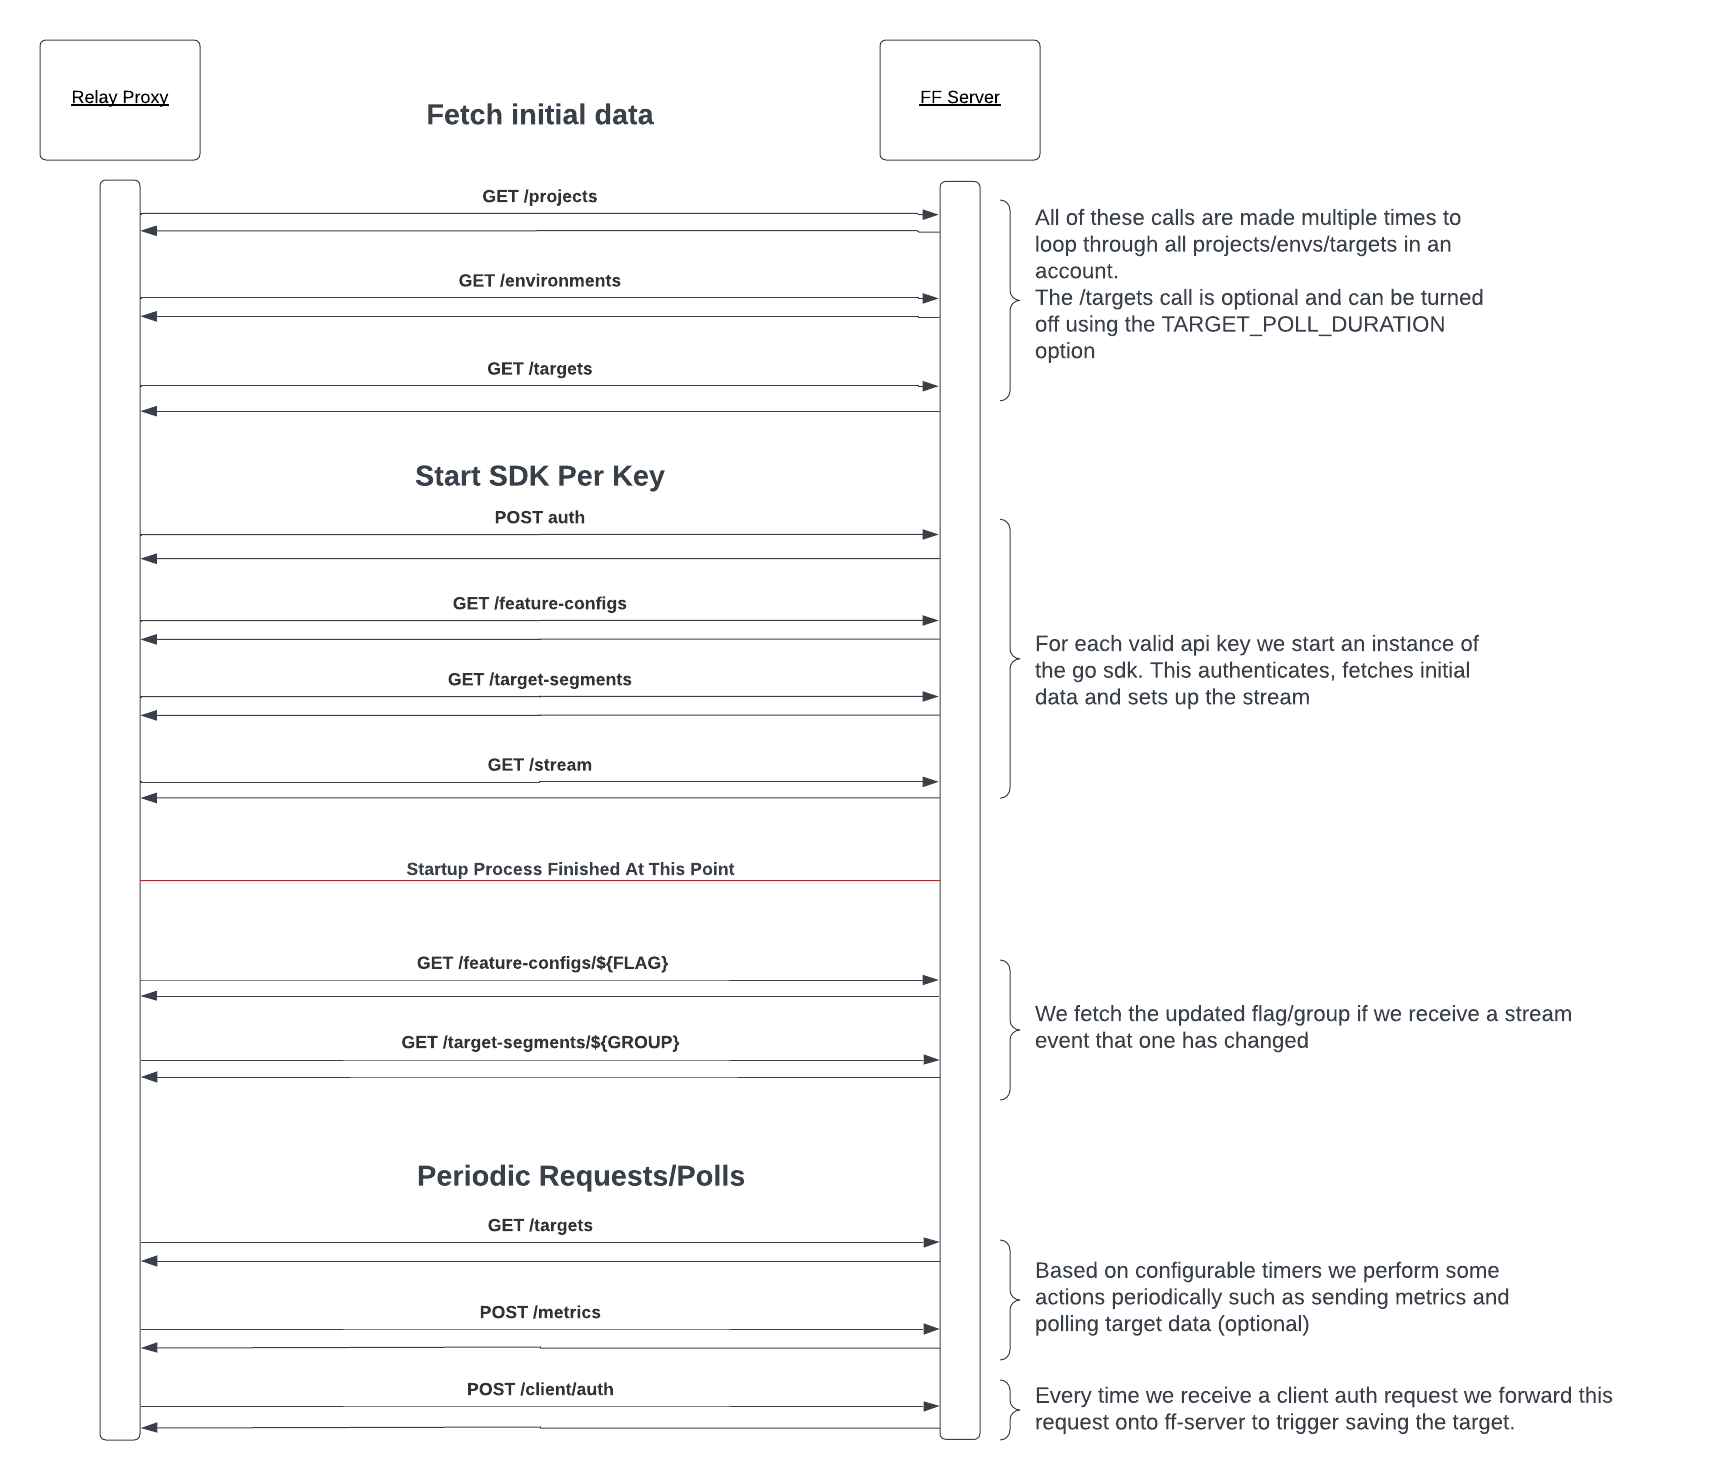 Relay Proxy
FF Server
Fetch initial data
GET /projects
All of these calls are made multiple times to
loop through all projects/envs/targets in an
account.
The /targets call is optional and can be turned
off using the TARGET_POLL_DURATION
option
GET /environments
GET /targets
Start SDK Per Key
POST auth
GET /feature-configs
For each valid api key we start an instance of
the go sdk. This authenticates, fetches initial
data and sets up the stream
GET /target-segments
GET /stream
Startup Process Finished At This Point
GET /feature-configs/${FLAG}
We fetch the updated flag/group if we receive a stream
event that one has changed
GET /target-segments/${GROUP}
Periodic Requests/Polls
GET /targets
Based on configurable timers we perform some
actions periodically such as sending metrics and
polling target data (optional)
POST /metrics
POST /client/auth
Every time we receive a client auth request we forward this
request onto ff-server to trigger saving the target.